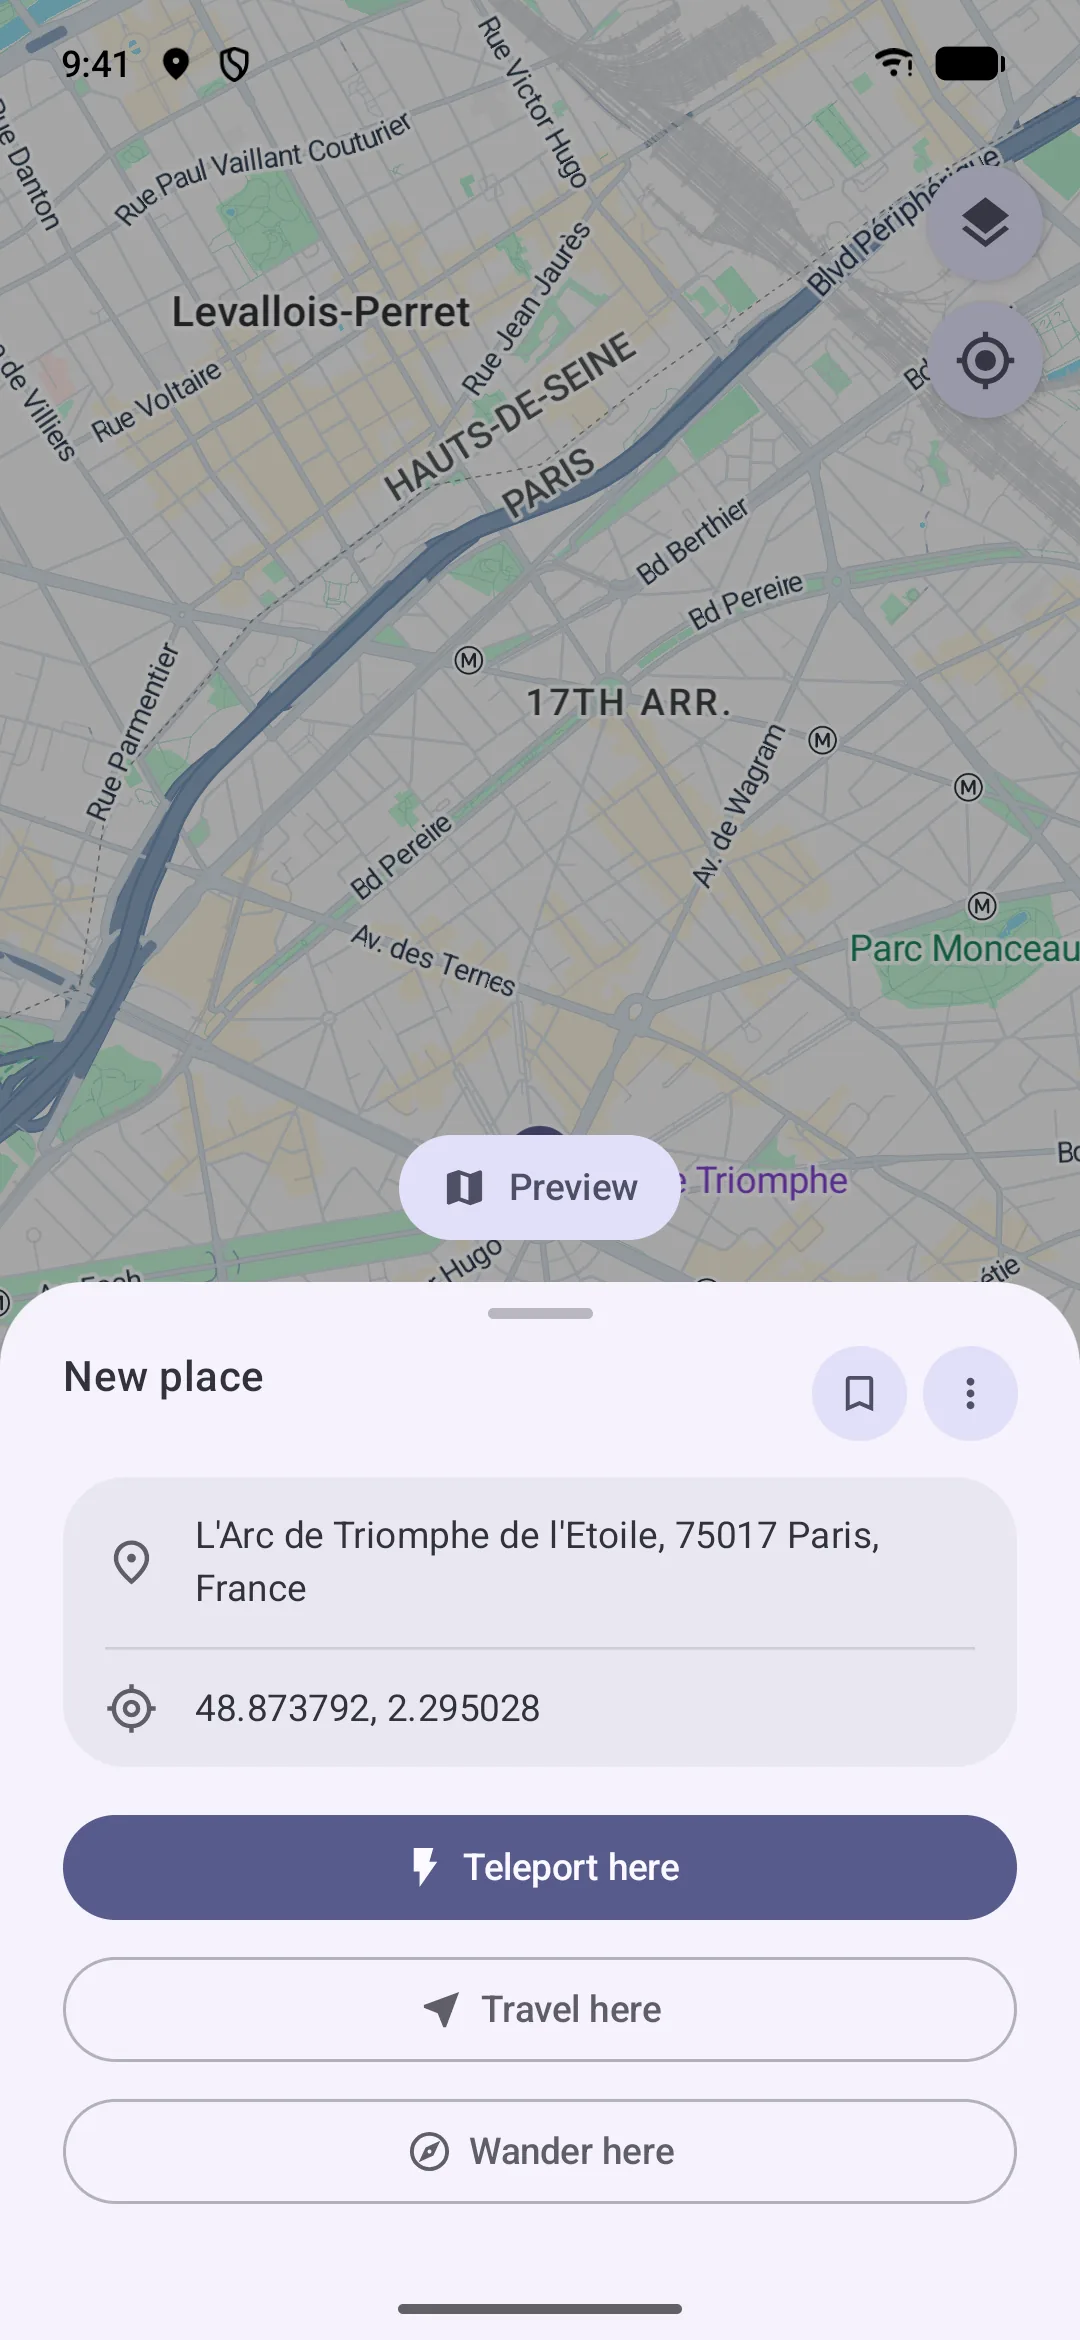 9:41
Rue Victor Hugo
Rue Danton
Rue Paul Vaillant Couturier
Blvd Périphérique
Levallois-Perret
Rue Jean Jaurès
de Villiers
Rue Voltaire
HAUTS-DE-SEINE
PARIS
Bd
Bd Berthier
Bd Pereire
M
17TH ARR.
Rue Parmentier
M
Av. de Wagram
M
Bd Pereire
M
Av. des Ternes
Parc Monceau
Preview
Triomphe
Hugo
New place
L'Arc de Triomphe de l'Etoile, 75017 Paris,
France
48.873792, 2.295028
Teleport here
Travel here
Wander here